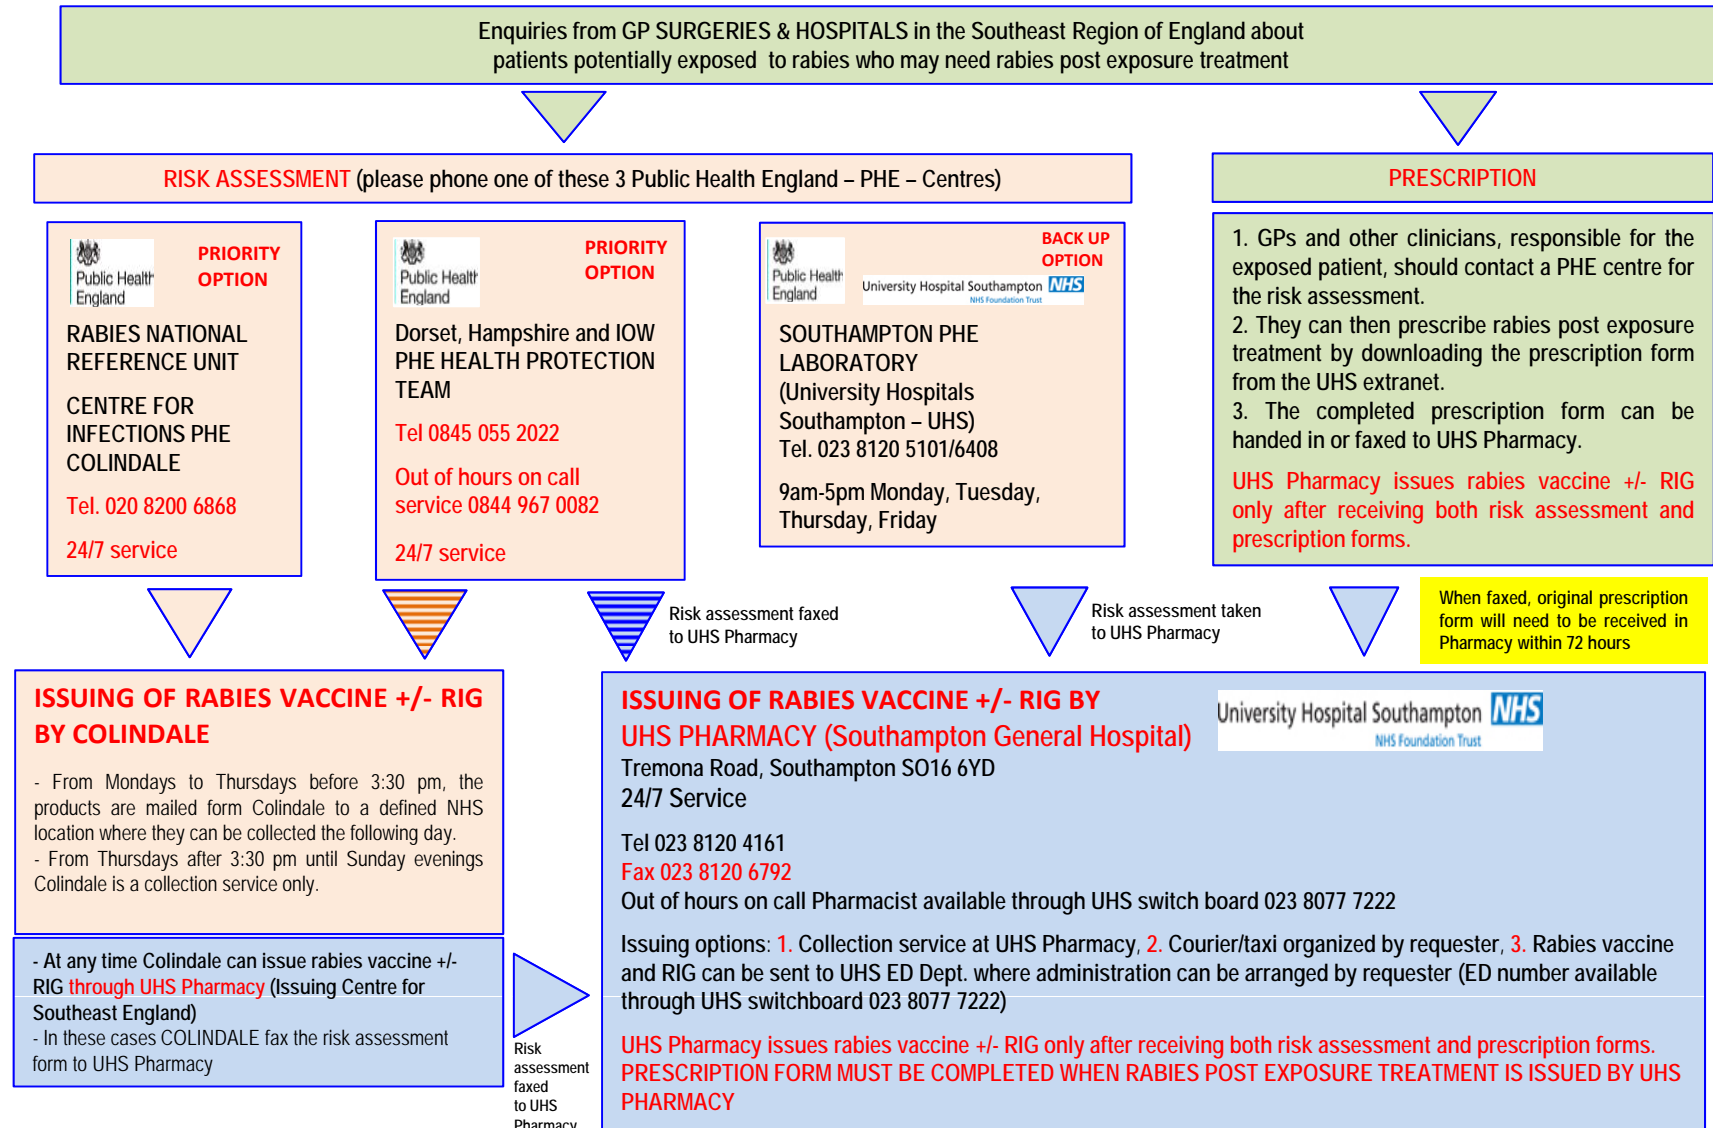 Enquiries from GP SURGERIES & HOSPITALS in the Southeast Region of England about
patients potentially exposed to rabies who may need rabies post exposure treatment
RISK ASSESSMENT (please phone one of these 3 Public Health England – PHE – Centres)
Public Health
England
PRIORITY
OPTION
RABIES NATIONAL
REFERENCE UNIT
CENTRE FOR
INFECTIONS PHE
COLINDALE
Tel. 020 8200 6868
24/7 service
Public Health
England
PRIORITY
OPTION
Dorset, Hampshire and IOW
PHE HEALTH PROTECTION
TEAM
Tel 0845 055 2022
Out of hours on call
service 0844 967 0082
24/7 service
Public Health
England
BACK UP
OPTION
University Hospital Southampton NHS
NHS Foundation Trust
SOUTHAMPTON PHE
LABORATORY
(University Hospitals
Southampton – UHS)
Tel. 023 8120 5101/6408
9am-5pm Monday, Tuesday,
Thursday, Friday
PRESCRIPTION
1. GPs and other clinicians, responsible for the
exposed patient, should contact a PHE centre for
the risk assessment.
2. They can then prescribe rabies post exposure
treatment by downloading the prescription form
from the UHS extranet.
3. The completed prescription form can be
handed in or faxed to UHS Pharmacy.
UHS Pharmacy issues rabies vaccine +/- RIG
only after receiving both risk assessment and
prescription forms.
Risk assessment faxed
to UHS Pharmacy
Risk assessment taken
to UHS Pharmacy
When faxed, original prescription
form will need to be received in
Pharmacy within 72 hours
ISSUING OF RABIES VACCINE +/- RIG
BY COLINDALE
- From Mondays to Thursdays before 3:30 pm, the
products are mailed form Colindale to a defined NHS
location where they can be collected the following day.
- From Thursdays after 3:30 pm until Sunday evenings
Colindale is a collection service only.
- At any time Colindale can issue rabies vaccine +/-
RIG through UHS Pharmacy (Issuing Centre for
Southeast England)
- In these cases COLINDALE fax the risk assessment
form to UHS Pharmacy
Risk
assessment
faxed
to UHS
Pharmacy
ISSUING OF RABIES VACCINE +/- RIG BY
UHS PHARMACY (Southampton General Hospital)
University Hospital Southampton NHS
NHS Foundation Trust
Tremona Road, Southampton SO16 6YD
24/7 Service
Tel 023 8120 4161
Fax 023 8120 6792
Out of hours on call Pharmacist available through UHS switch board 023 8077 7222
Issuing options: 1. Collection service at UHS Pharmacy, 2. Courier/taxi organized by requester, 3. Rabies vaccine
and RIG can be sent to UHS ED Dept. where administration can be arranged by requester (ED number available
through UHS switchboard 023 8077 7222)
UHS Pharmacy issues rabies vaccine +/- RIG only after receiving both risk assessment and prescription forms.
PRESCRIPTION FORM MUST BE COMPLETED WHEN RABIES POST EXPOSURE TREATMENT IS ISSUED BY UHS
PHARMACY